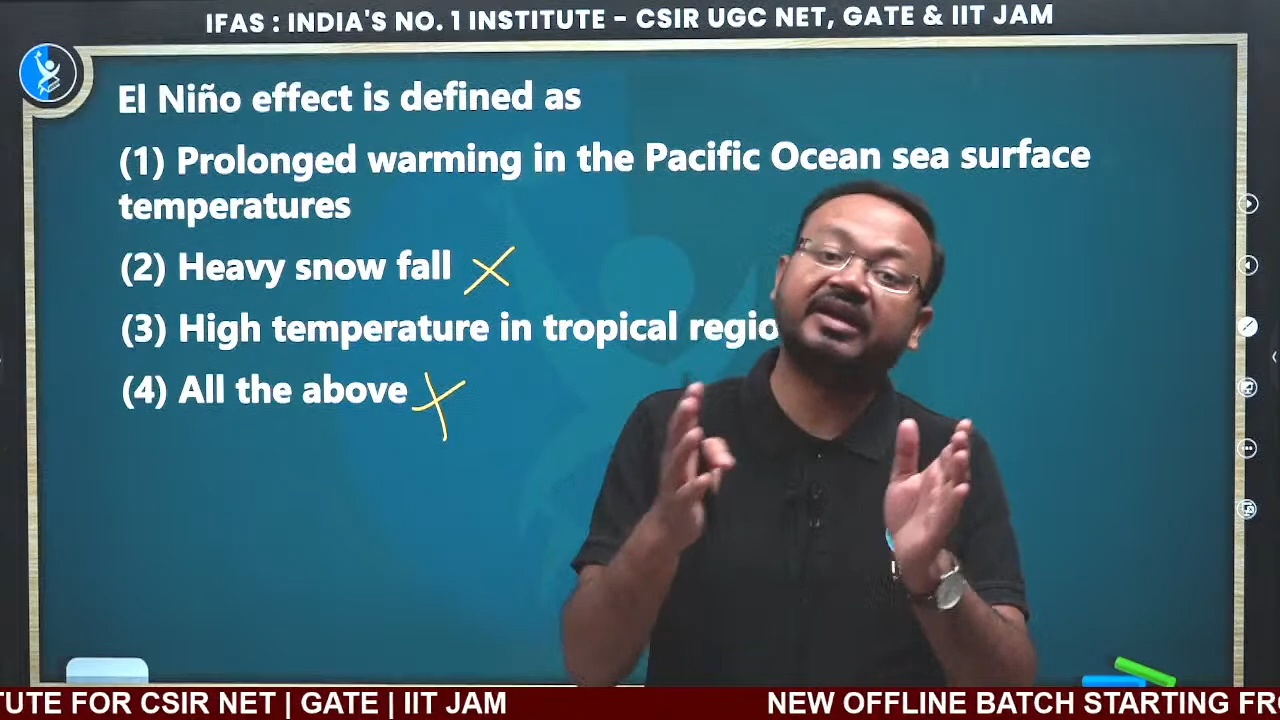 IFAS : INDIA'S NO. 1 INSTITUTE - CSIR UGC NET, GATE & IIT JAM
El Niño effect is defined as
(1) Prolonged warming in the Pacific Ocean sea surface
temperatures
(2) Heavy snow fall
(3) High temperature in tropical regio
(4) All the above
TUTE FOR CSIR NET | GATE | IIT JAM NEW OFFLINE BATCH STARTING FR